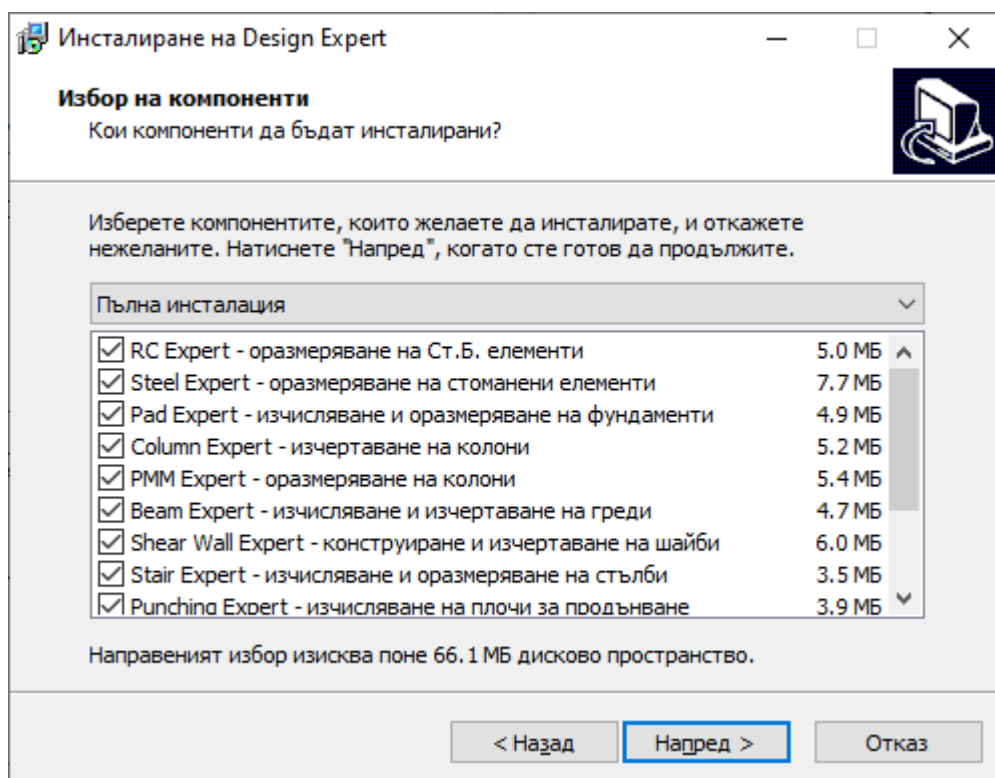 Инсталиране на Design Expert
Избор на компоненти
Кои компоненти да бъдат инсталирани?
Изберете компонентите, които желаете да инсталирате, и откажете
нежеланите. Натиснете "Напред", когато сте готов да продължите.
Пълна инсталация
RC Expert - оразмеряване на Ст.Б. елементи 5.0 МБ
Steel Expert - оразмеряване на стоманени елементи 7.7 МБ
Pad Expert - изчисляване и оразмеряване на фундаменти 4.9 МБ
Column Expert - изчертаване на колони 5.2 МБ
PMM Expert - оразмеряване на колони 5.4 МБ
Beam Expert - изчисляване и изчертаване на греди 4.7 МБ
Shear Wall Expert - конструиране и изчертаване на шайби 6.0 МБ
Stair Expert - изчисляване и оразмеряване на стълби 3.5 МБ
Punching Expert - изчисляване на плочи за продънване 3.9 МБ
Направеният избор изисква поне 66.1 МБ дисково пространство.
< Назад Напред > Отказ